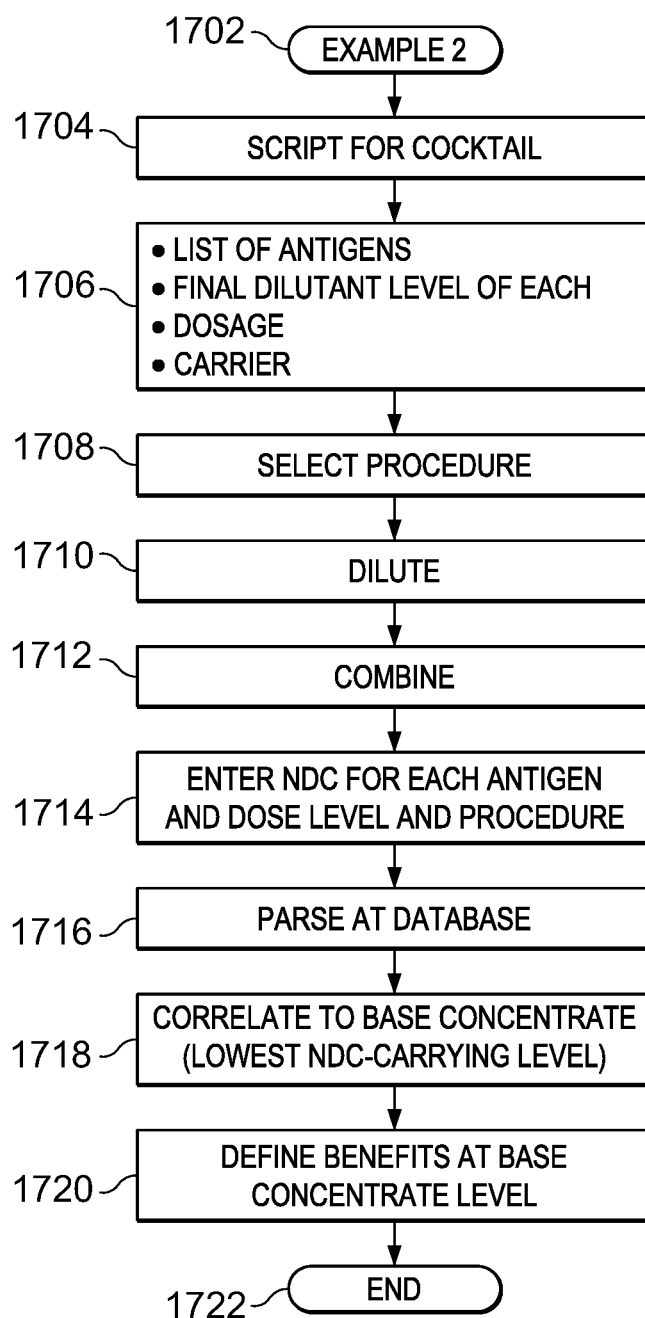 1702
EXAMPLE 2
1704
SCRIPT FOR COCKTAIL
1706
• LIST OF ANTIGENS
• FINAL DILUTANT LEVEL OF EACH
• DOSAGE
• CARRIER
1708
SELECT PROCEDURE
1710
DILUTE
1712
COMBINE
1714
ENTER NDC FOR EACH ANTIGEN
AND DOSE LEVEL AND PROCEDURE
1716
PARSE AT DATABASE
1718
CORRELATE TO BASE CONCENTRATE
(LOWEST NDC-CARRYING LEVEL)
1720
DEFINE BENEFITS AT BASE
CONCENTRATE LEVEL
1722
END